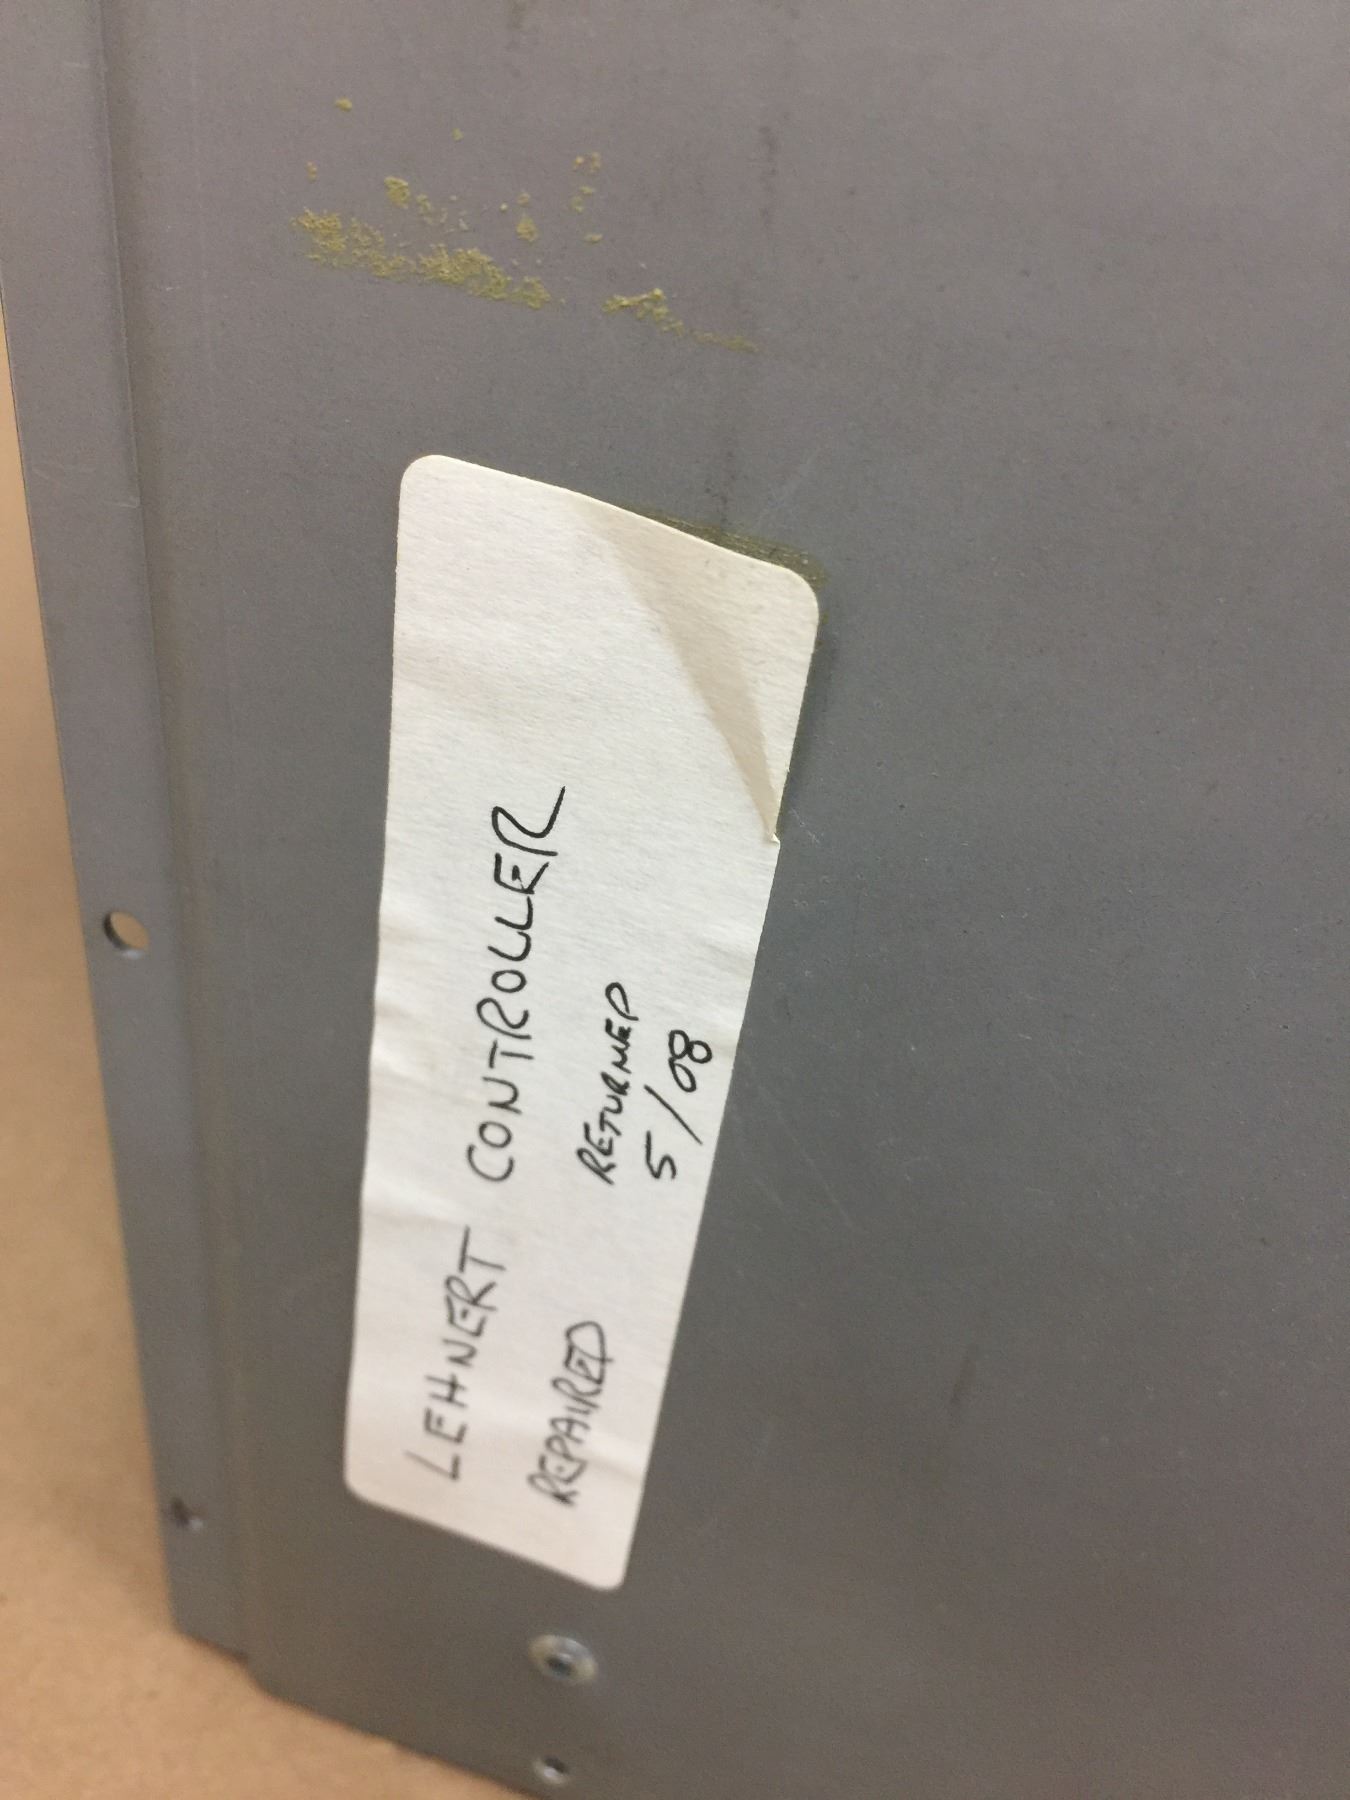 LEHNERT CONTROLLER
REPAIRED RETURNED
5/08